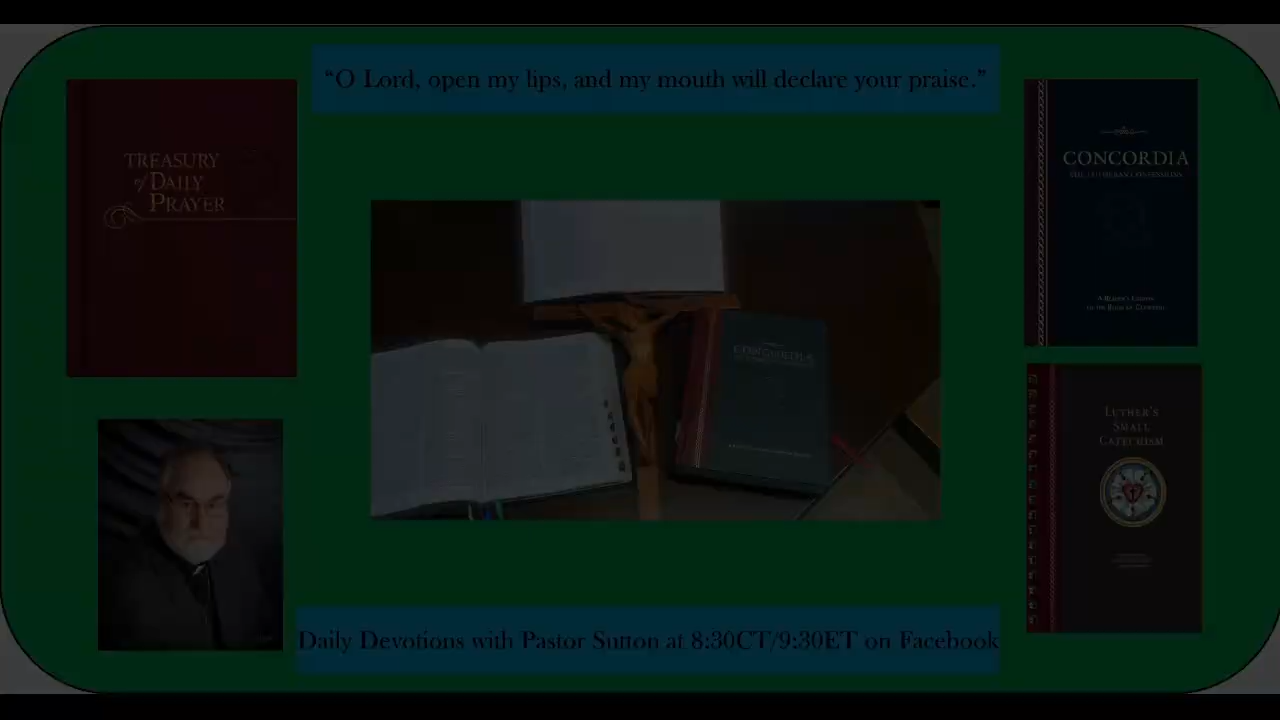 “O Lord, open my lips, and my mouth will declare your praise.”
TREASURY
of DAILY
PRAYER
CONCORDIA
THE LUTHERAN CONFESSIONS
CONCORDIA
LUTHER'S
SMALL
CATECHISM
Daily Devotions with Pastor Sutton at 8:30CT/9:30ET on Facebook